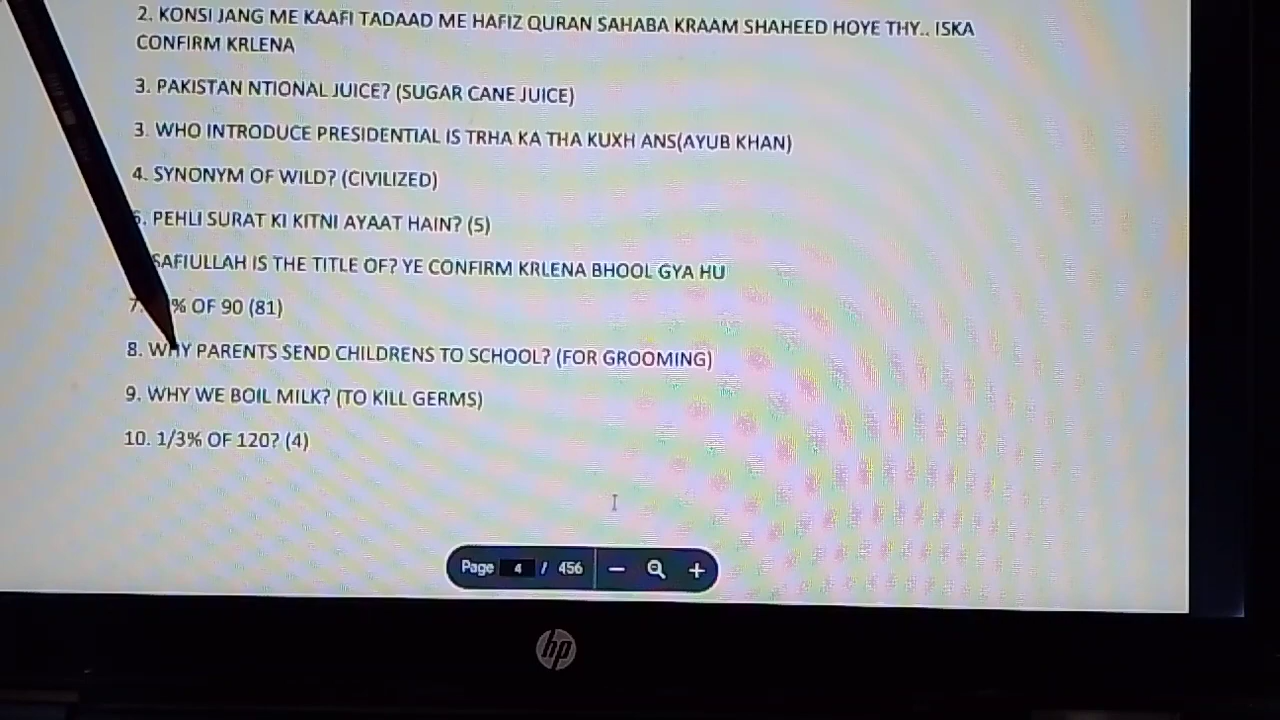 2. KONSI JANG ME KAAFI TADAAD ME HAFIZ QURAN SAHABA KRAAM SHAHEED HOYE THY.. ISKA
CONFIRM KRLENA
3. PAKISTAN NTIONAL JUICE? (SUGAR CANE JUICE)
3. WHO INTRODUCE PRESIDENTIAL IS TRHA KA THA KUXH ANS(AYUB KHAN)
4. SYNONYM OF WILD? (CIVILIZED)
. PEHLI SURAT KI KITNI AYAAT HAIN? (5)
SAFIULLAH IS THE TITLE OF? YE CONFIRM KRLENA BHOOL GYA HU
7. % OF 90 (81)
8. WHY PARENTS SEND CHILDRENS TO SCHOOL? (FOR GROOMING)
9. WHY WE BOIL MILK? (TO KILL GERMS)
10. 1/3% OF 120? (4)
Page 4 / 456
hp